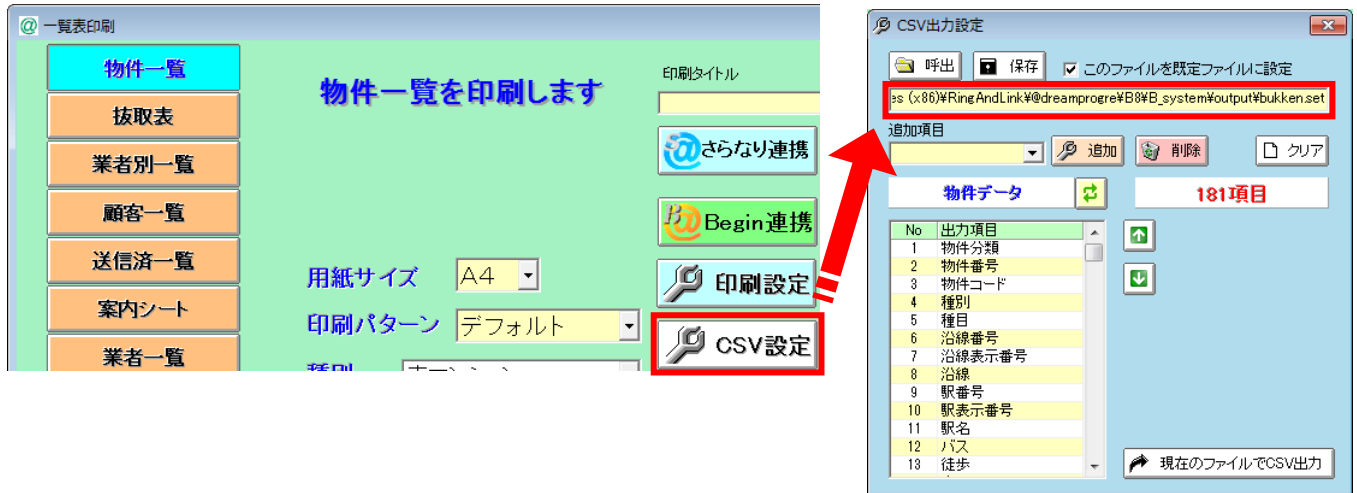 一覧表印刷
物件一覧
抜取表
業者別一覧
顧客一覧
送信済一覧
案内シート
業者一覧
物件一覧を印刷します
印刷タイトル
さらなり連携
Begin連携
用紙サイズ
A4
印刷設定
印刷パターン
デフォルト
CSV設定
CSV出力設定
呼出
保存
このファイルを既定ファイルに設定
es (x86)¥RingAndLink¥@dreamprogre¥B8¥B_system¥output¥bukken.set
追加項目
追加
削除
クリア
物件データ
181項目
No 出力項目
1 物件分類
2 物件番号
3 物件コード
4 種別
5 種目
6 沿線番号
7 沿線表示番号
8 沿線
9 駅番号
10 駅表示番号
11 駅名
12 バス
13 徒歩
現在のファイルでCSV出力